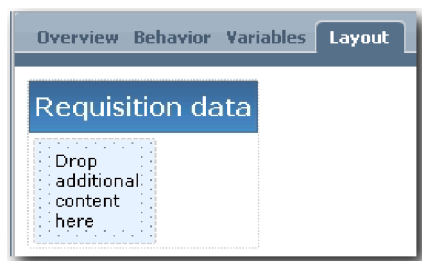 Overview Behavior Variables Layout
Requisition data
Drop
additional
content
here